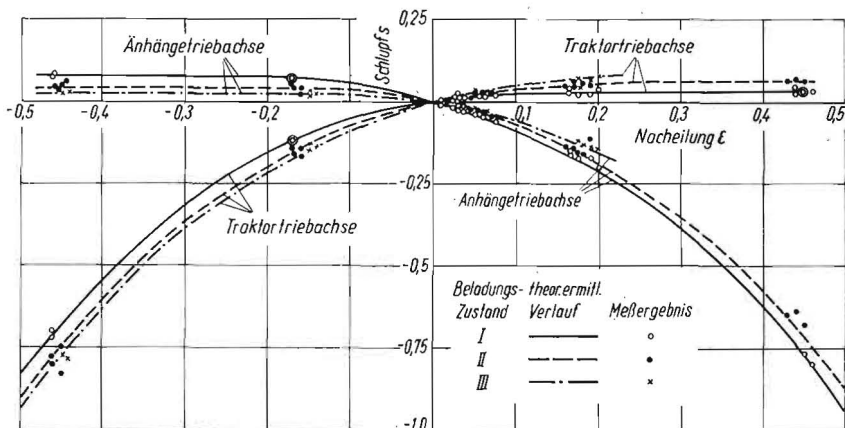 0,25
Änhängetriebachse
Schlupf s
Traktortriebachse
-0,5
-0,4
-0,3
-0,2
0,1
0,2
0,3
0,4
0,5
Nacheilung ε
-0,25
Traktortriebachse
Anhängetriebachse
-0,5
Beladungs- theor. ermittl.
Zustand Verlauf Meßergebnis
I
II
III
-0,75
-1,0